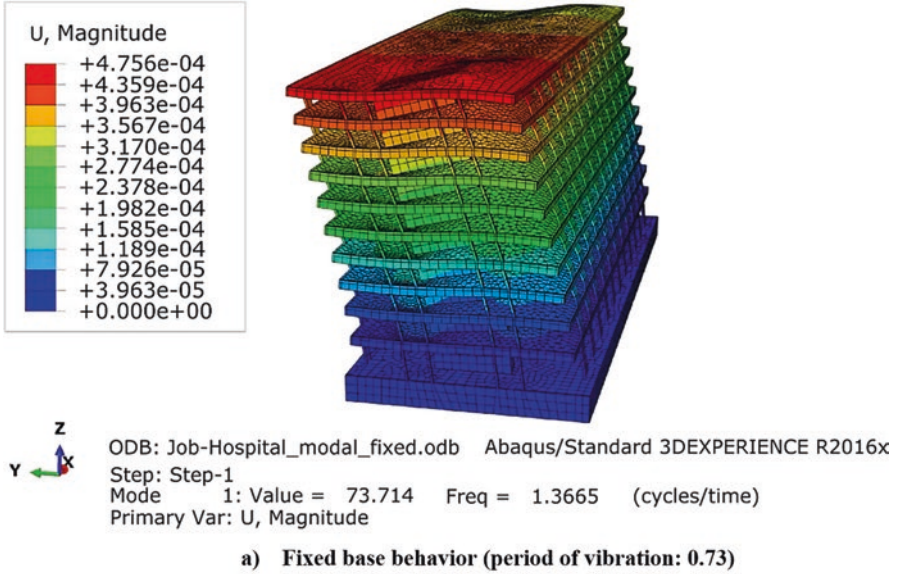 U, Magnitude
+4.756e-04
+4.359e-04
+3.963e-04
+3.567e-04
+3.170e-04
+2.774e-04
+2.378e-04
+1.982e-04
+1.585e-04
+1.189e-04
+7.926e-05
+3.963e-05
+0.000e+00
Z
Y
X
ODB: Job-Hospital_modal_fixed.odb Abaqus/Standard 3DEXPERIENCE R2016x
Step: Step-1
Mode 1: Value = 73.714 Freq = 1.3665 (cycles/time)
Primary Var: U, Magnitude
a) Fixed base behavior (period of vibration: 0.73)